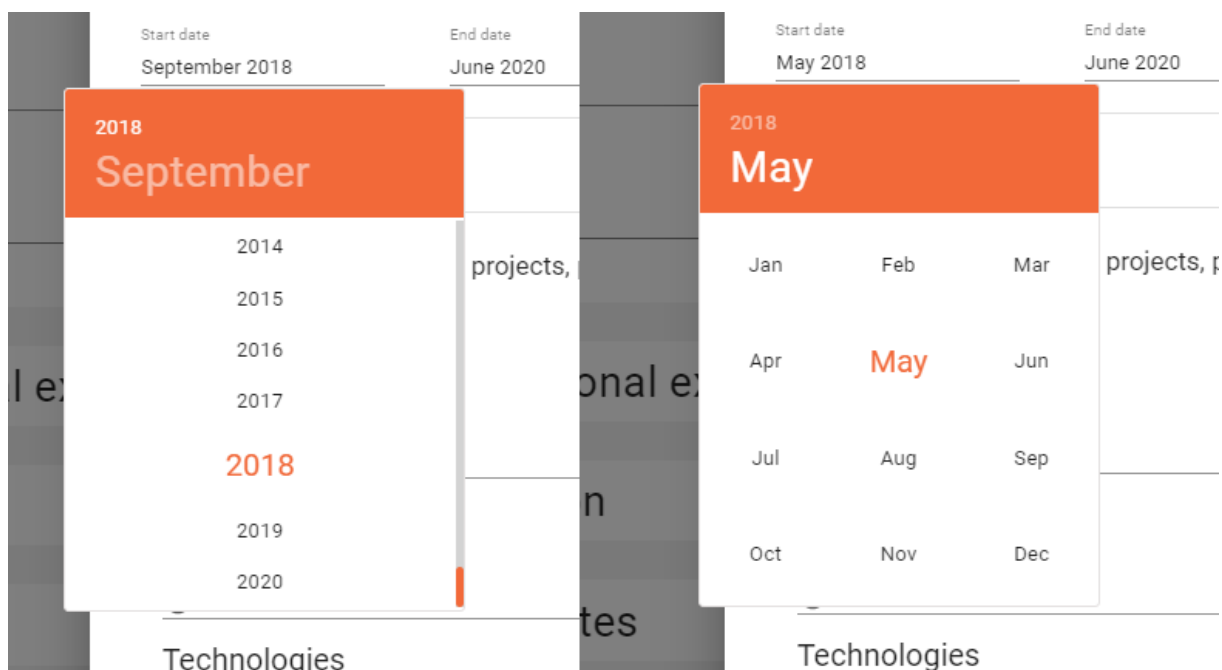 Start date
September 2018
End date
June 2020
2018
September
2014
2015
2016
2017
2018
2019
2020
projects,
Technologies
Start date
May 2018
End date
June 2020
2018
May
Jan Feb Mar
Apr May Jun
Jul Aug Sep
Oct Nov Dec
projects, p
onal ex
n
tes
Technologies